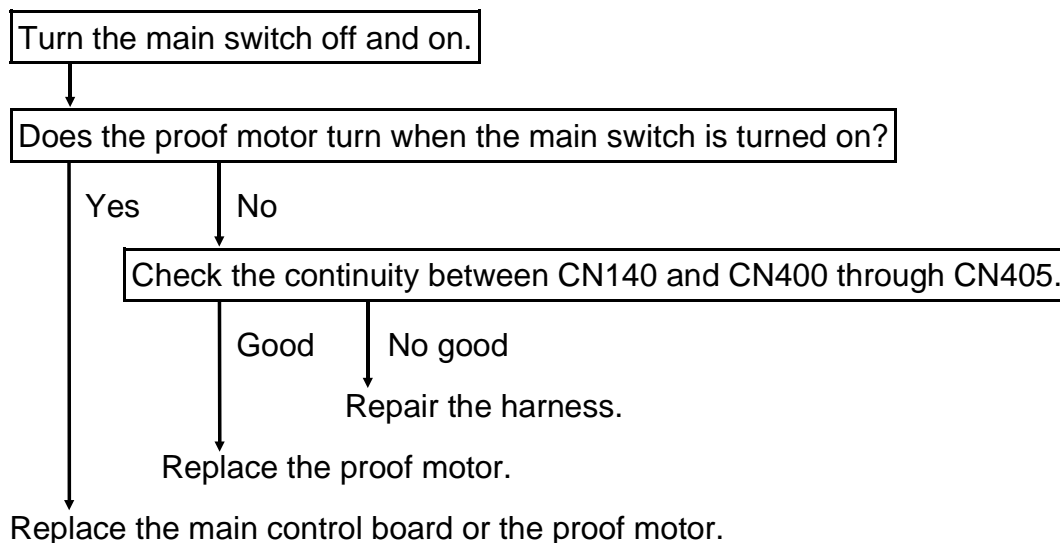 Turn the main switch off and on.
Does the proof motor turn when the main switch is turned on?
Yes
No
Check the continuity between CN140 and CN400 through CN405.
Good
No good
Repair the harness.
Replace the proof motor.
Replace the main control board or the proof motor.